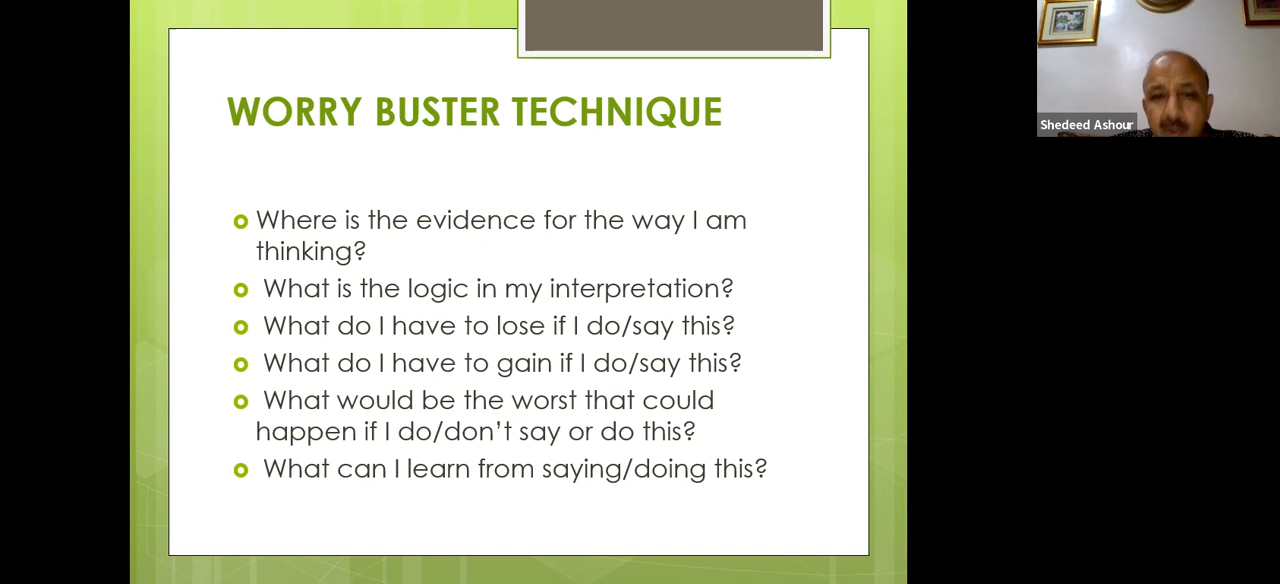 WORRY BUSTER TECHNIQUE
Where is the evidence for the way I am
thinking?
What is the logic in my interpretation?
What do I have to lose if I do/say this?
What do I have to gain if I do/say this?
What would be the worst that could
happen if I do/don’t say or do this?
What can I learn from saying/doing this?
Shedeed Ashour